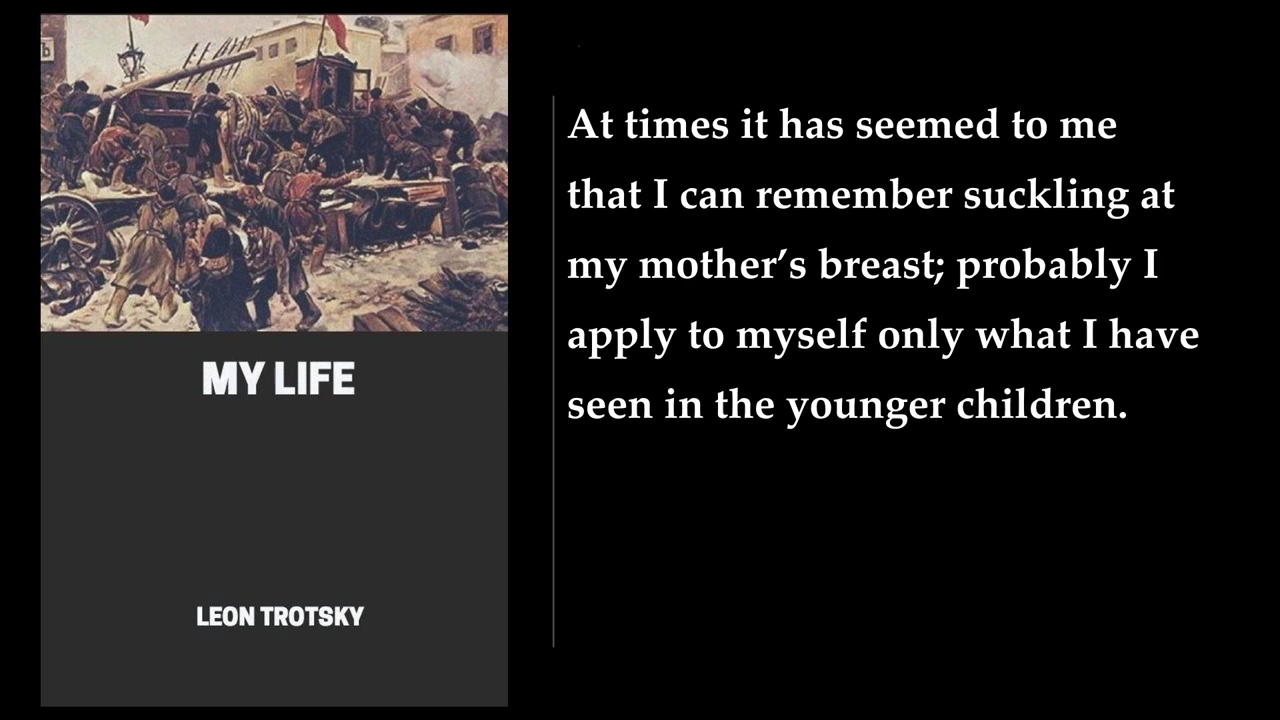 MY LIFE
LEON TROTSKY
At times it has seemed to me
that I can remember suckling at
my mother’s breast; probably I
apply to myself only what I have
seen in the younger children.